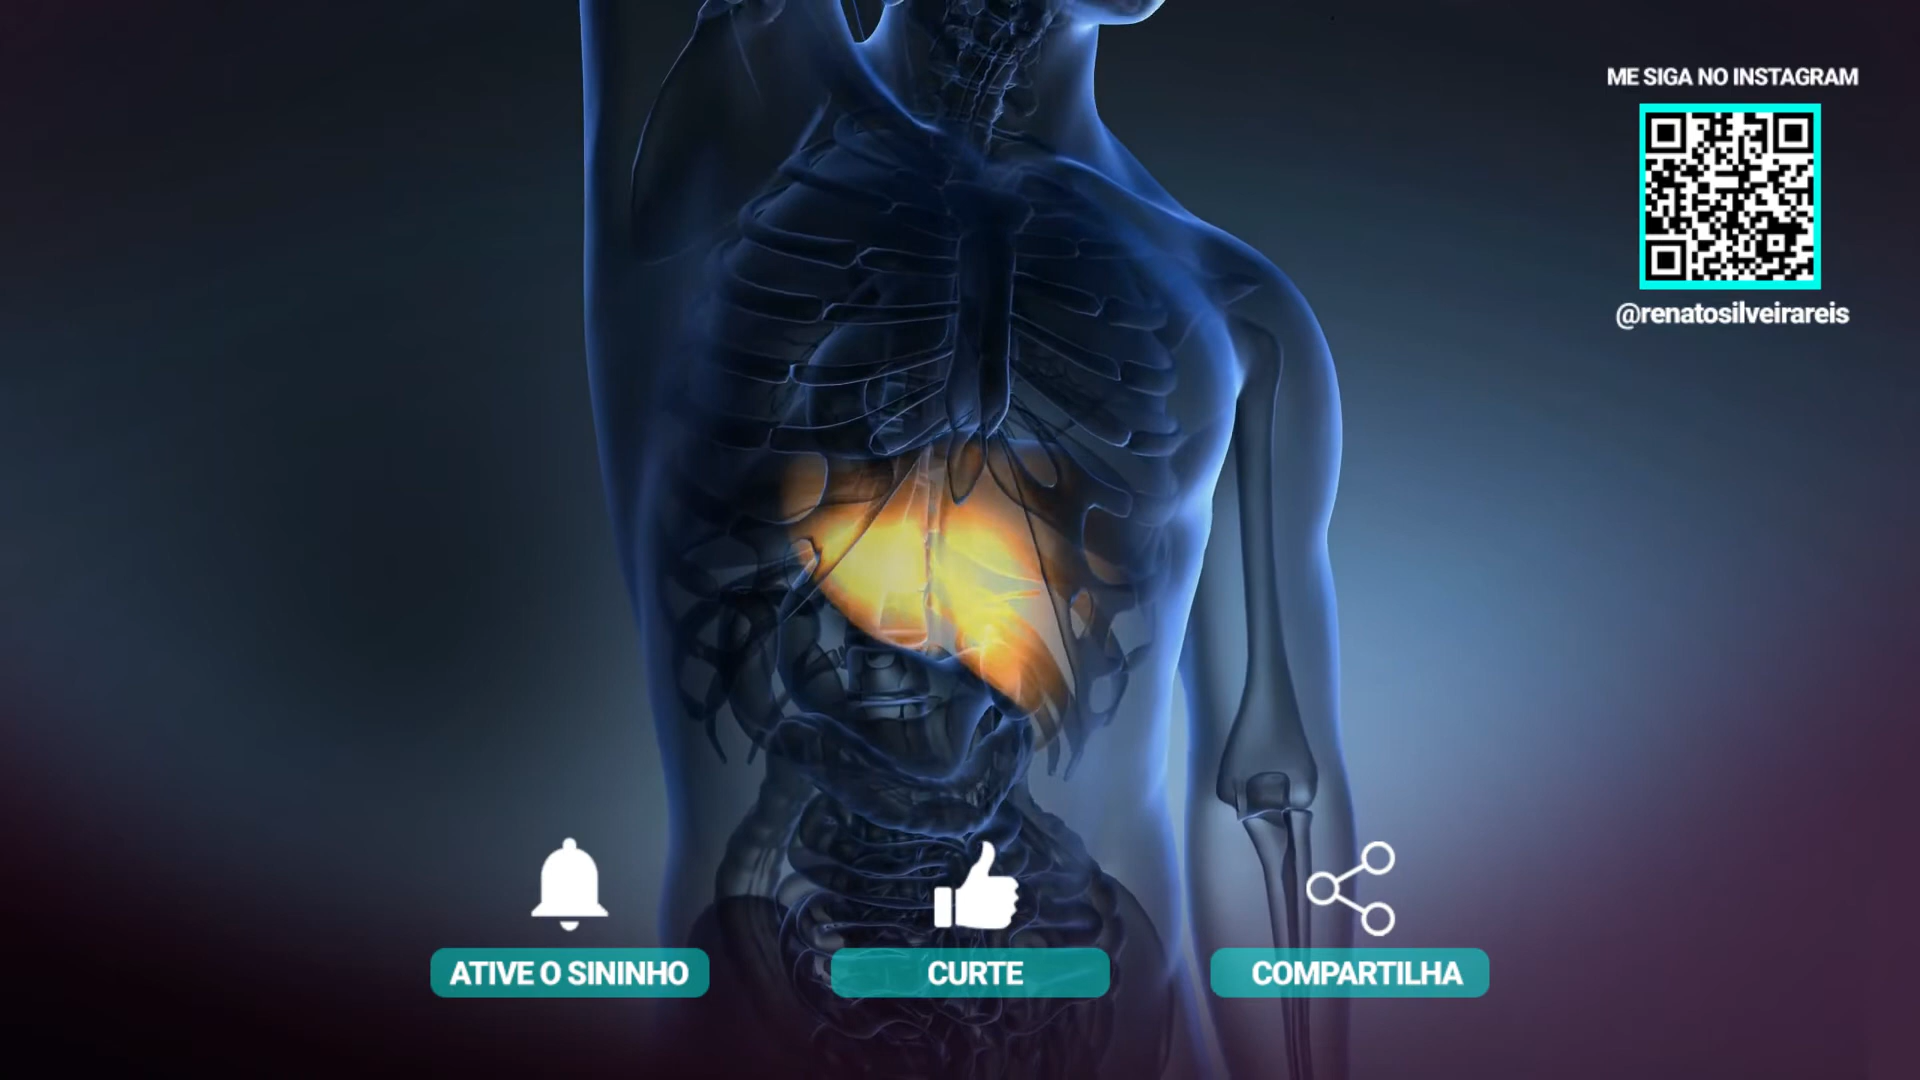 ME SIGA NO INSTAGRAM
@renatosilveirareis
ATIVE O SININHO
CURTE
COMPARTILHA